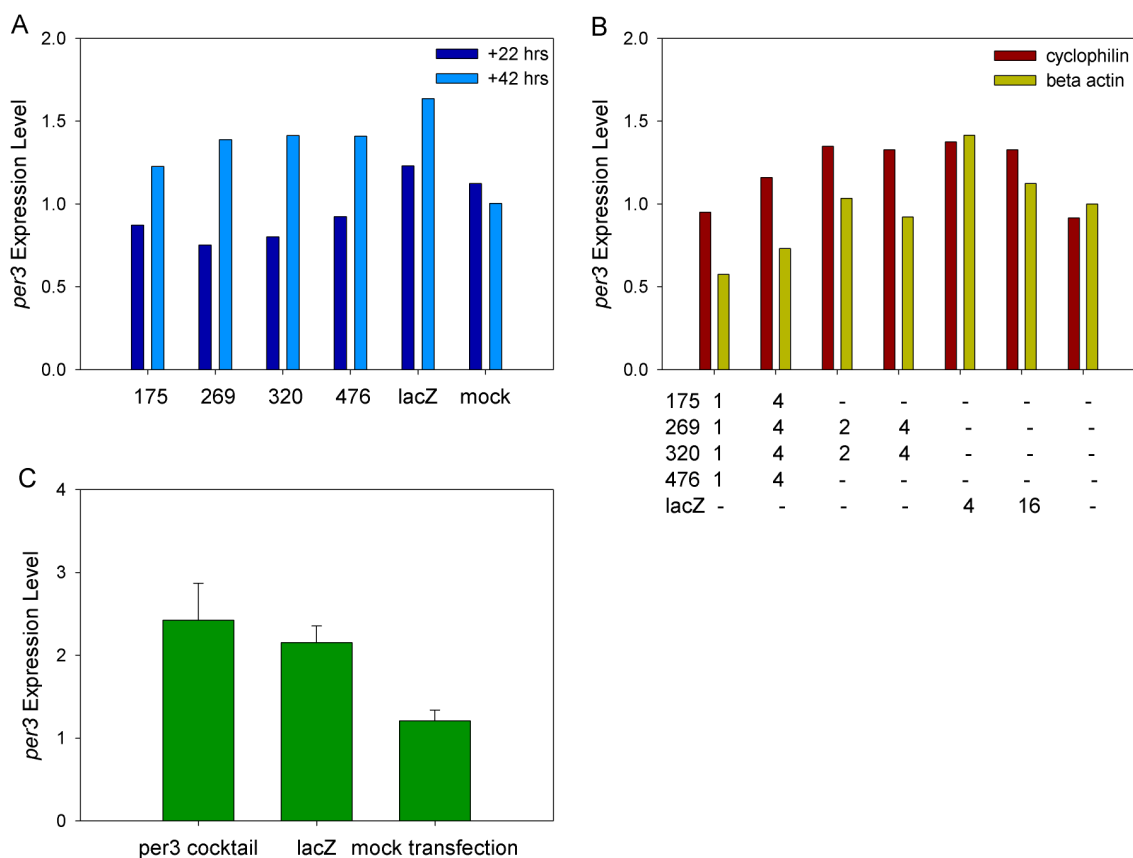 A
2.0
1.5
1.0
0.5
0.0
per3 Expression Level
+22 hrs
+42 hrs
175 269 320 476 lacZ mock
B
2.0
1.5
1.0
0.5
0.0
per3 Expression Level
cyclophilin
beta actin
175 1 4 - - - - -
269 1 4 2 4 - - -
320 1 4 2 4 - - -
476 1 4 - - - - -
lacZ - - - - 4 16 -
C
4
3
2
1
0
per3 Expression Level
per3 cocktail lacZ mock transfection